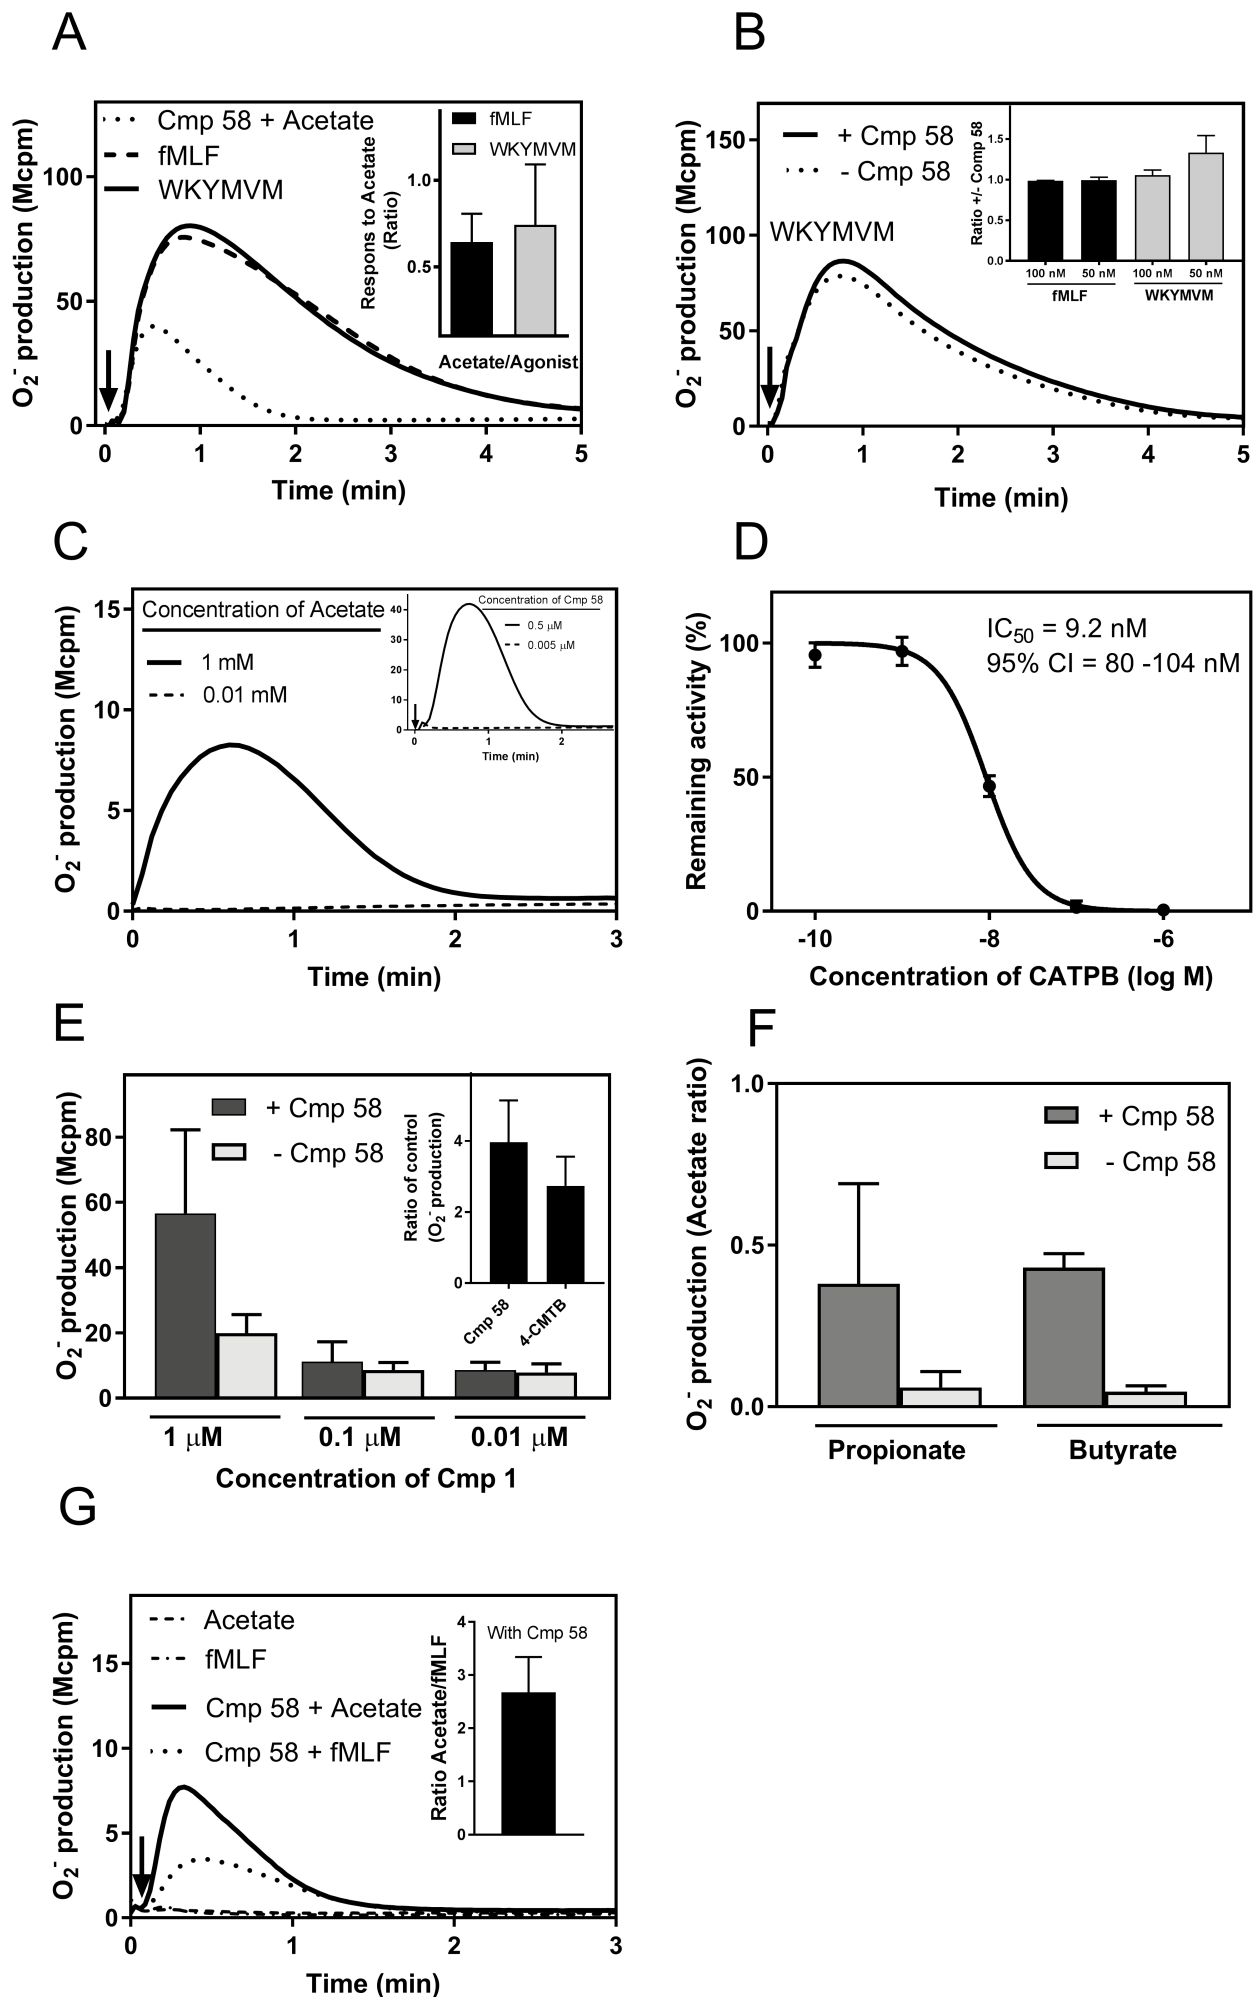 A
O₂⁻ production (Mcpm)
100
50
0
Cmp 58 + Acetate
fMLF
WKYMVM
Respons to Acetate
(Ratio)
1.0
0.5
fMLF
WKYMVM
Acetate/Agonist
0 1 2 3 4 5
Time (min)
B
O₂⁻ production (Mcpm)
150
100
50
0
+ Cmp 58
- Cmp 58
WKYMVM
Ratio +/- Comp 58
1.5
1.0
0.5
0.0
100 nM 50 nM 100 nM 50 nM
fMLF WKYMVM
0 1 2 3 4 5
Time (min)
C
O₂⁻ production (Mcpm)
15
10
5
0
Concentration of Acetate
1 mM
0.01 mM
40
30
20
10
0
Concentration of Cmp 58
0.5 μM
0.005 μM
0 1 2
Time (min)
0 1 2 3
Time (min)
D
Remaining activity (%)
100
50
0
IC₅₀ = 9.2 nM
95% CI = 80 -104 nM
-10 -8 -6
Concentration of CATPB (log M)
E
O₂⁻ production (Mcpm)
80
60
40
20
0
+ Cmp 58
- Cmp 58
Ratio of control
(O₂⁻ production)
4
2
0
Cmp 58
4-CMTB
1 μM 0.1 μM 0.01 μM
Concentration of Cmp 1
F
O₂⁻ production (Acetate ratio)
1.0
0.5
0.0
+ Cmp 58
- Cmp 58
Propionate Butyrate
G
O₂⁻ production (Mcpm)
15
10
5
0
Acetate
fMLF
Cmp 58 + Acetate
Cmp 58 + fMLF
Ratio Acetate/fMLF
4
3
2
1
0
With Cmp 58
0 1 2 3
Time (min)